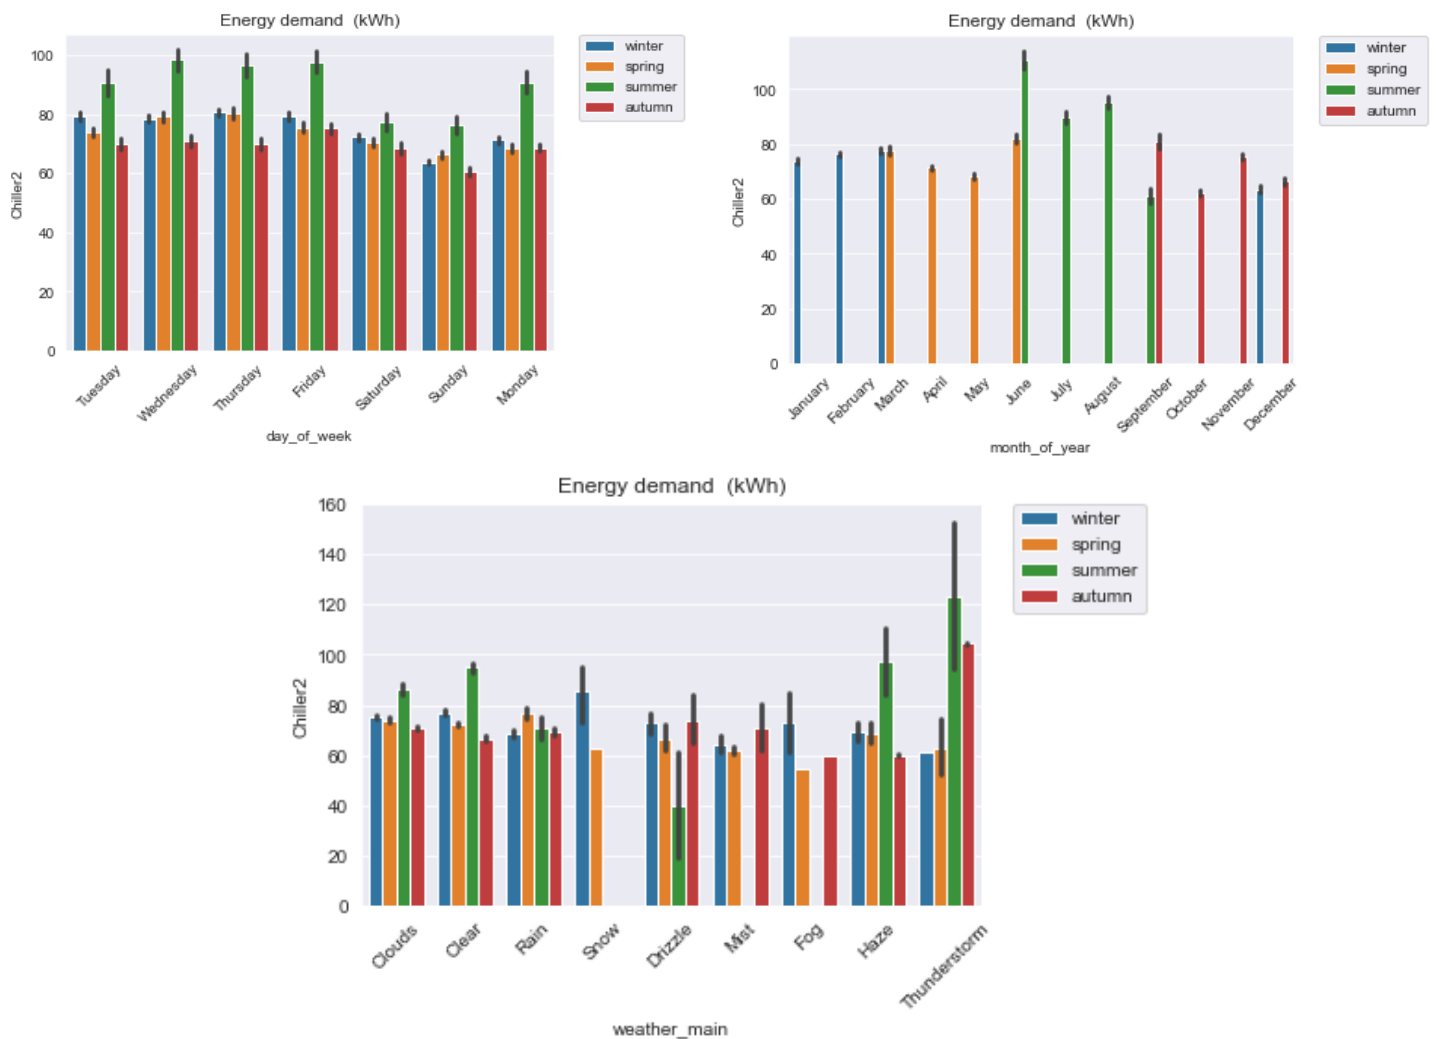 Energy demand  (kWh)
Chiller2
100
80
60
40
20
0
Tuesday
Wednesday
Thursday
Friday
Saturday
Sunday
Monday
day_of_week
winter
spring
summer
autumn
Energy demand  (kWh)
Chiller2
100
80
60
40
20
0
January
February
March
April
May
June
July
August
September
October
November
December
month_of_year
winter
spring
summer
autumn
Energy demand  (kWh)
Chiller2
160
140
120
100
80
60
40
20
0
Clouds
Clear
Rain
Snow
Drizzle
Mist
Fog
Haze
Thunderstorm
weather_main
winter
spring
summer
autumn